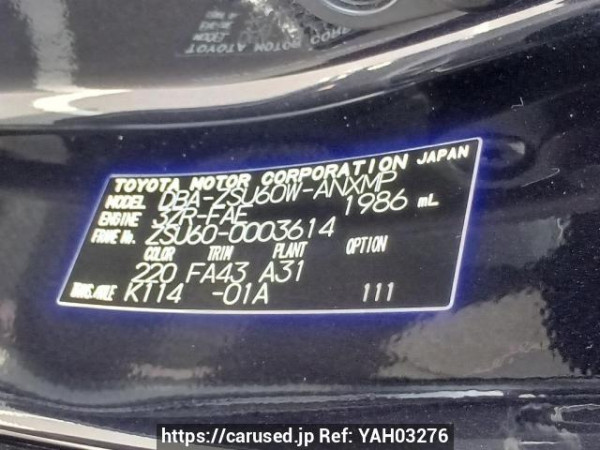 TOYOTA MOTOR CORPORATION JAPAN
MODEL DBA-ZSU60W-ANXMP
ENGINE 3ZR-FAE 1986 mL
FRAME No. ZSU60-0003614
COLOR TRIM PLANT OPTION
220 FA43 A31
TRANS.AXLE K114 -01A 111
https://carused.jp Ref: YAH03276